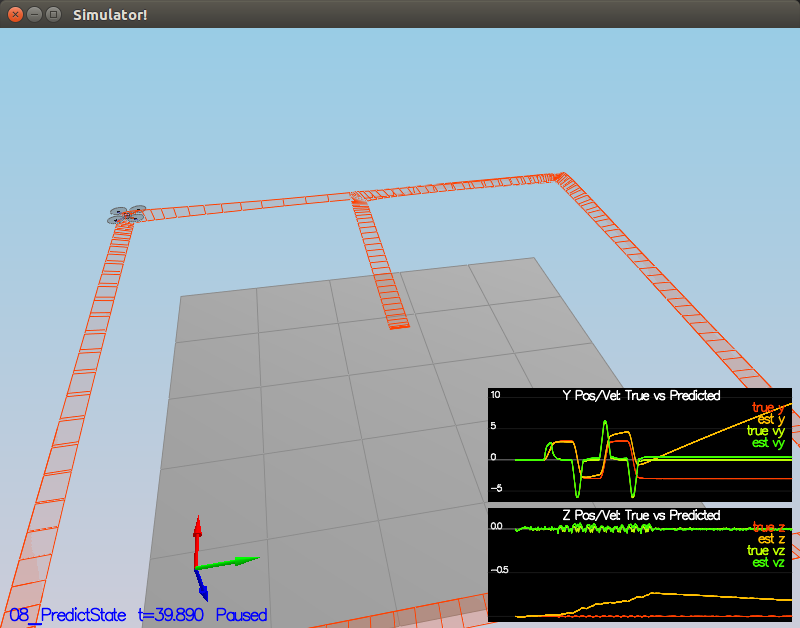 Simulator!
10
Y Pos/Vel: True vs Predicted
true y
est y
5
true vy
est vy
0
-5
Z Pos/Vel: True vs Predicted
0.0
true z
est z
true vz
est vz
-0.5
08_PredictState t=39.890 Paused